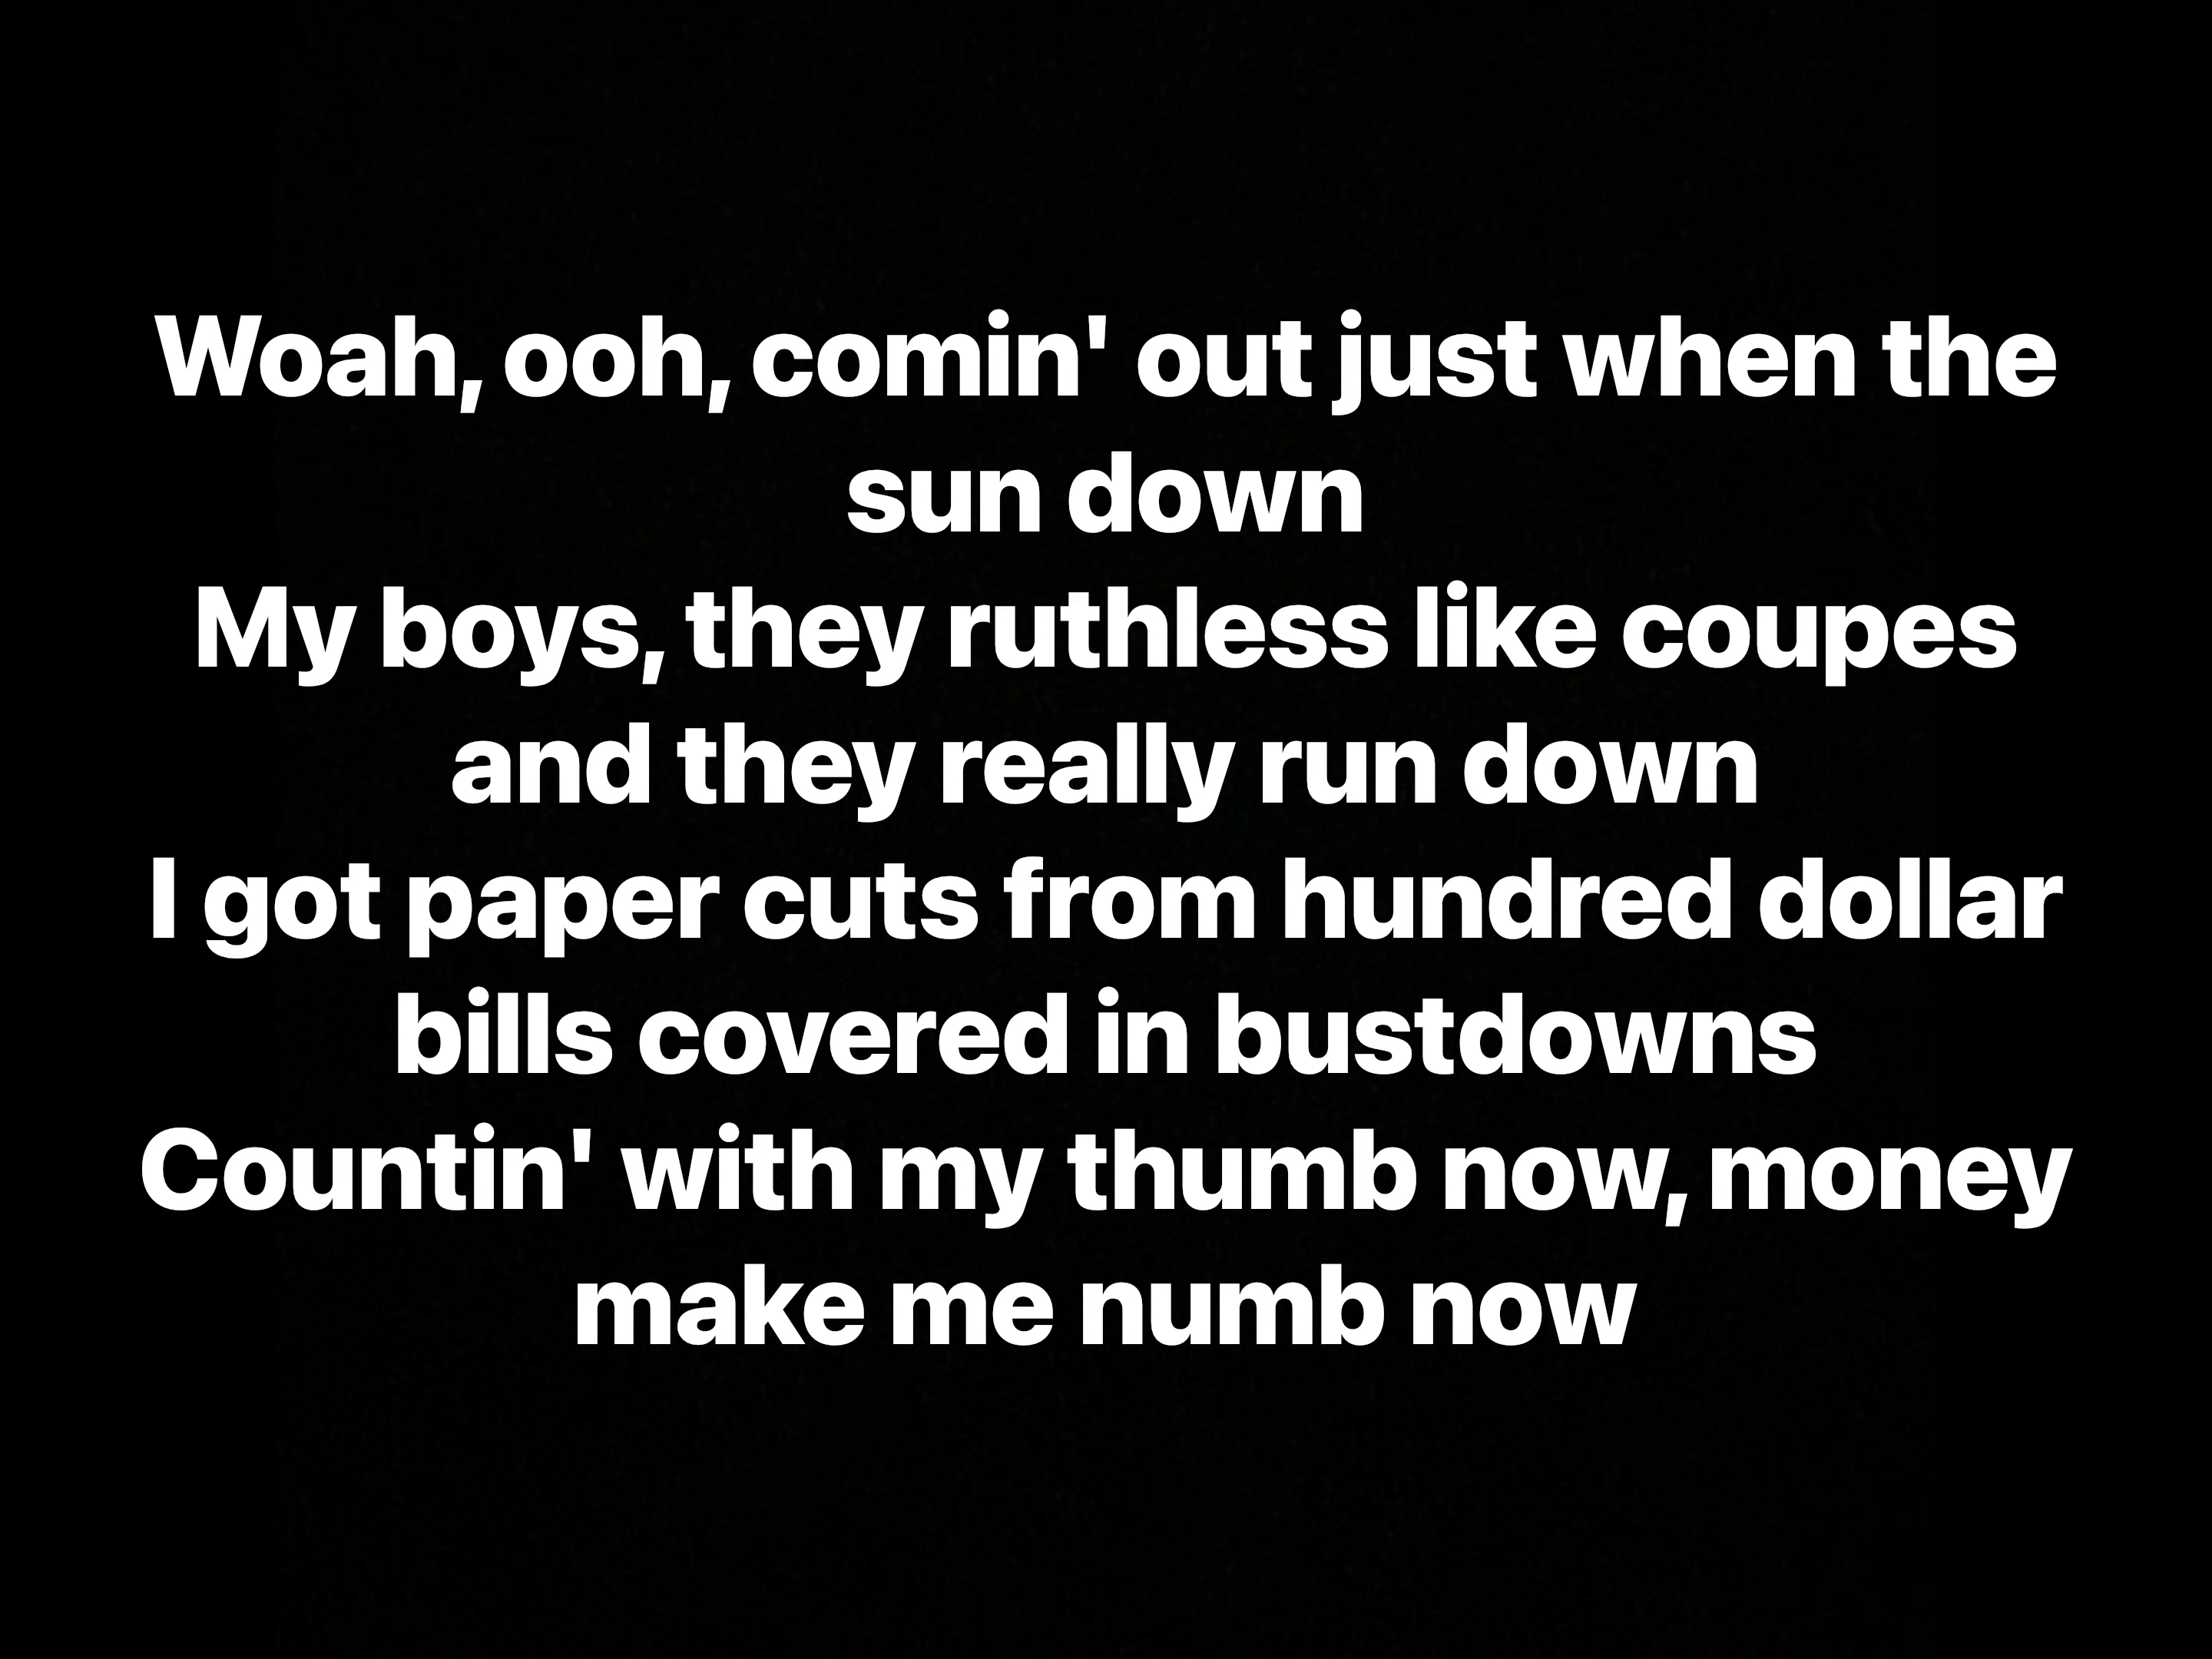 Woah, ooh, comin' out just when the
sun down
My boys, they ruthless like coupes
and they really run down
I got paper cuts from hundred dollar
bills covered in bustdowns
Countin' with my thumb now, money
make me numb now